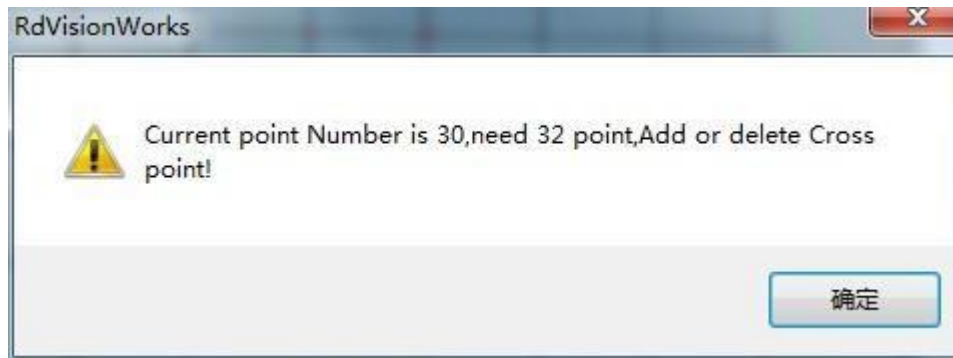 RdVisionWorks
Current point Number is 30,need 32 point,Add or delete Cross
point!
确定